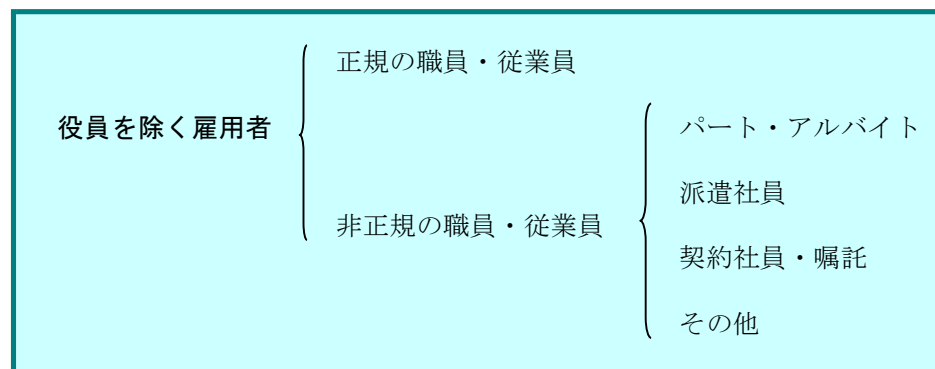 正規の職員・従業員
役員を除く雇用者
パート・アルバイト
派遣社員
非正規の職員・従業員
契約社員・嘱託
その他